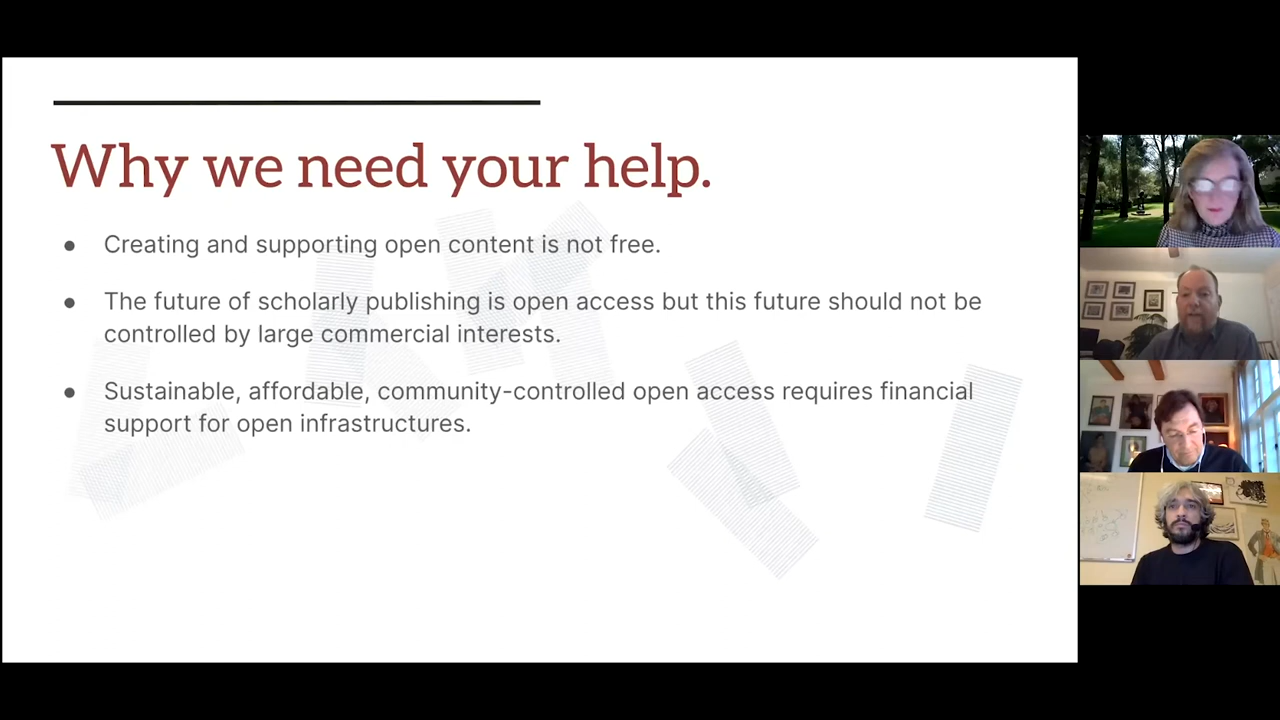 Why we need your help.
● Creating and supporting open content is not free.
● The future of scholarly publishing is open access but this future should not be
controlled by large commercial interests.
● Sustainable, affordable, community-controlled open access requires financial
support for open infrastructures.